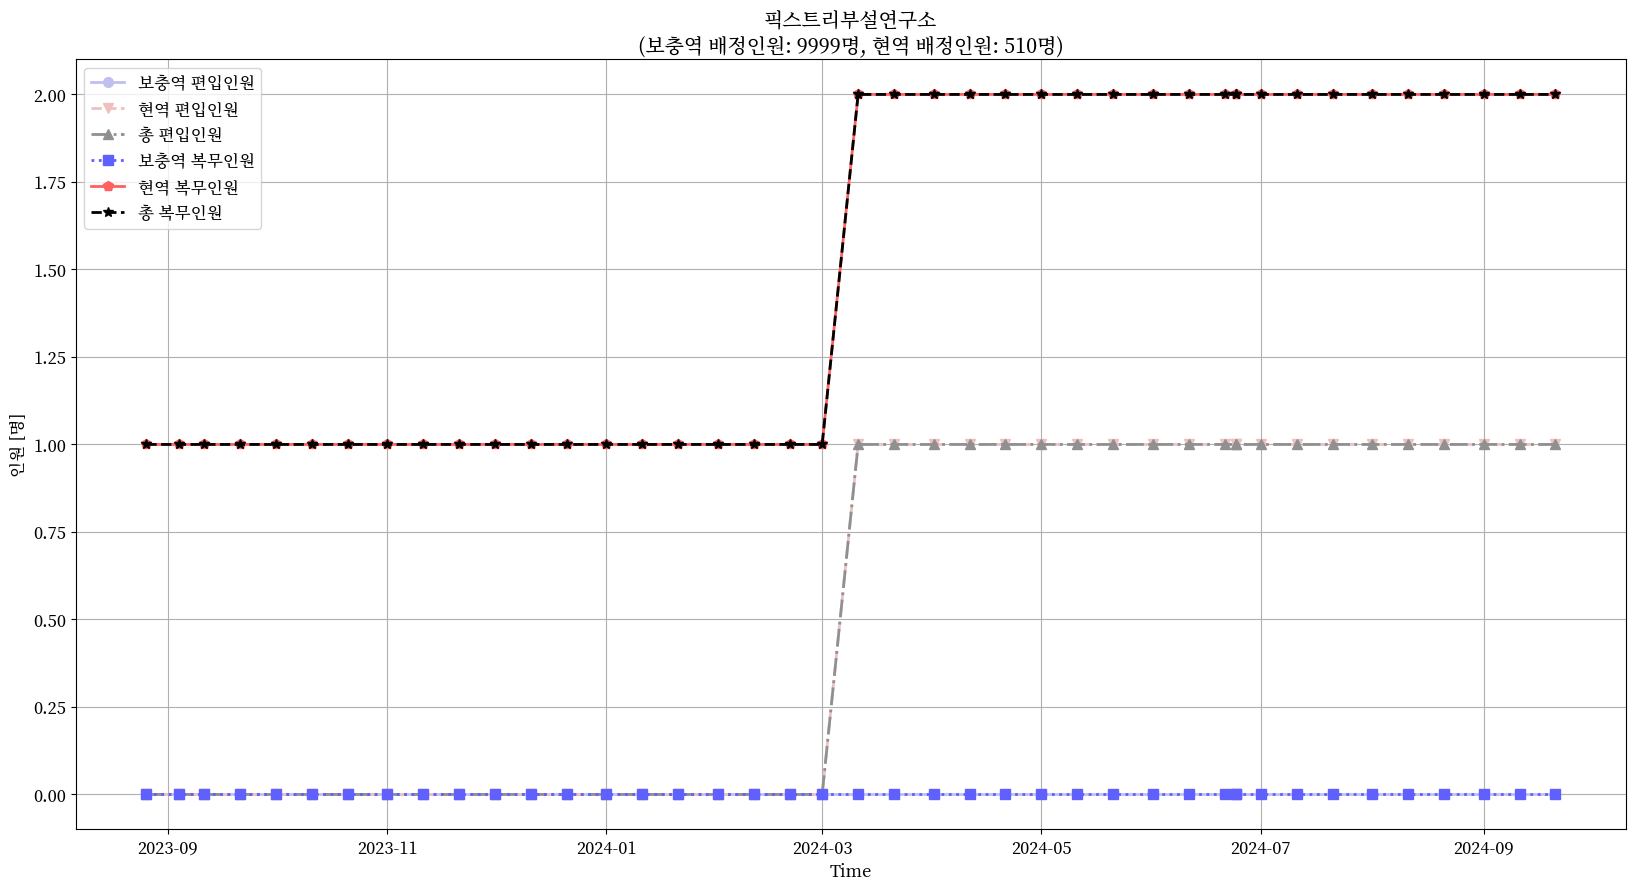 픽스트리부설연구소
(보충역 배정인원: 9999명, 현역 배정인원: 510명)
보충역 편입인원
현역 편입인원
총 편입인원
보충역 복무인원
현역 복무인원
총 복무인원
2.00
1.75
1.50
1.25
1.00
0.75
0.50
0.25
0.00
인원 [명]
2023-09 2023-11 2024-01 2024-03 2024-05 2024-07 2024-09
Time